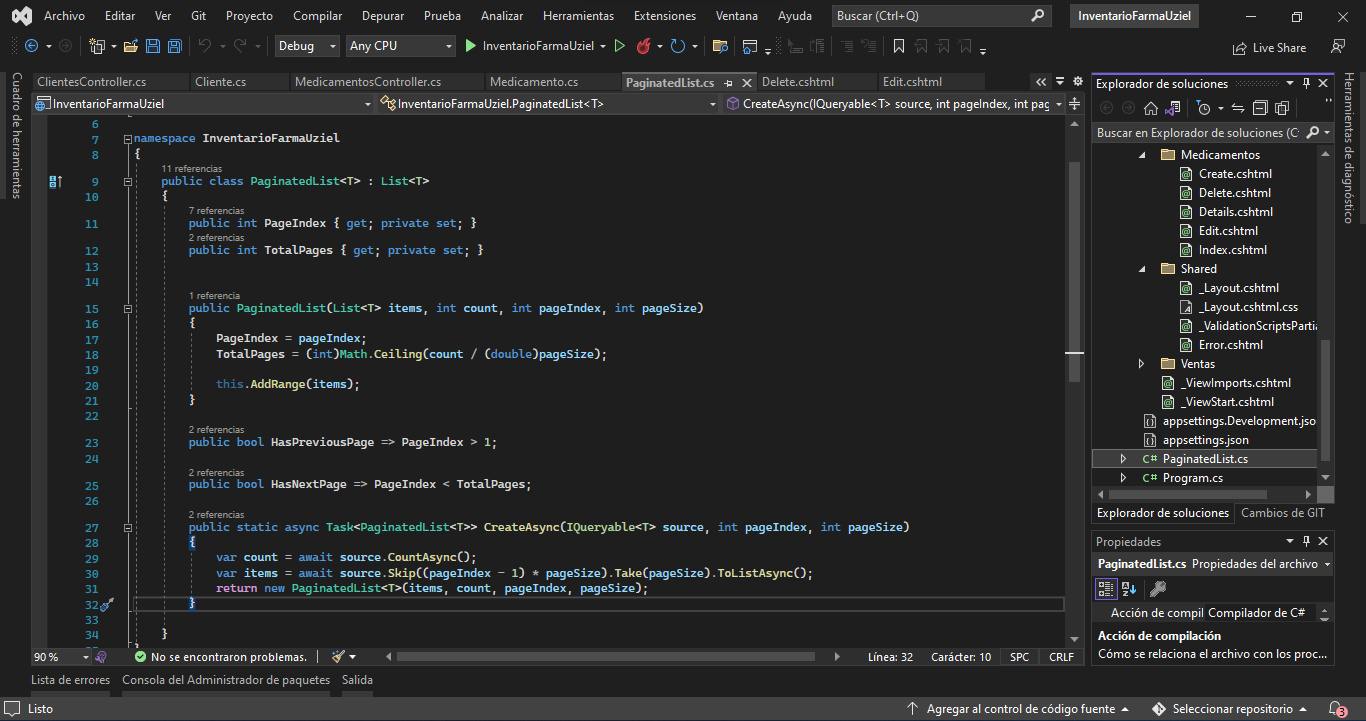 Archivo Editar Ver Git Proyecto Compilar Depurar Prueba Analizar Herramientas Extensiones Ventana Ayuda Buscar (Ctrl+Q) InventarioFarmaUziel
Debug Any CPU InventarioFarmaUziel Live Share
ClientesController.cs Cliente.cs MedicamentosController.cs Medicamento.cs PaginatedList.cs Delete.cshtml Edit.cshtml
InventarioFarmaUziel InventarioFarmaUziel.PaginatedList<T> CreateAsync(IQueryable<T> source, int pageIndex, int pag
Cuadro de herramientas
6
7 namespace InventarioFarmaUziel
8 {
11 referencias
9 public class PaginatedList<T> : List<T>
10 {
7 referencias
11 public int PageIndex { get; private set; }
2 referencias
12 public int TotalPages { get; private set; }
13
14
1 referencia
15 public PaginatedList(List<T> items, int count, int pageIndex, int pageSize)
16 {
17 PageIndex = pageIndex;
18 TotalPages = (int)Math.Ceiling(count / (double)pageSize);
19
20 this.AddRange(items);
21 }
22
2 referencias
23 public bool HasPreviousPage => PageIndex > 1;
24
2 referencias
25 public bool HasNextPage => PageIndex < TotalPages;
26
2 referencias
27 public static async Task<PaginatedList<T>> CreateAsync(IQueryable<T> source, int pageIndex, int pageSize)
28 {
29 var count = await source.CountAsync();
30 var items = await source.Skip((pageIndex - 1) * pageSize).Take(pageSize).ToListAsync();
31 return new PaginatedList<T>(items, count, pageIndex, pageSize);
32 }
33
34 }
90 % No se encontraron problemas. Línea: 32 Carácter: 10 SPC CRLF
Lista de errores Consola del Administrador de paquetes Salida
Explorador de soluciones
Buscar en Explorador de soluciones (C
Medicamentos
Create.cshtml
Delete.cshtml
Details.cshtml
Edit.cshtml
Index.cshtml
Shared
_Layout.cshtml
_Layout.cshtml.css
_ValidationScriptsPartia
Error.cshtml
Ventas
_ViewImports.cshtml
_ViewStart.cshtml
appsettings.Development.jso
appsettings.json
C# PaginatedList.cs
C# Program.cs
Explorador de soluciones Cambios de GIT
Propiedades
PaginatedList.cs Propiedades del archivo
Acción de compil Compilador de C#
Acción de compilación
Cómo se relaciona el archivo con los proc...
Herramientas de diagnóstico
Listo Agregar al control de código fuente Seleccionar repositorio 3